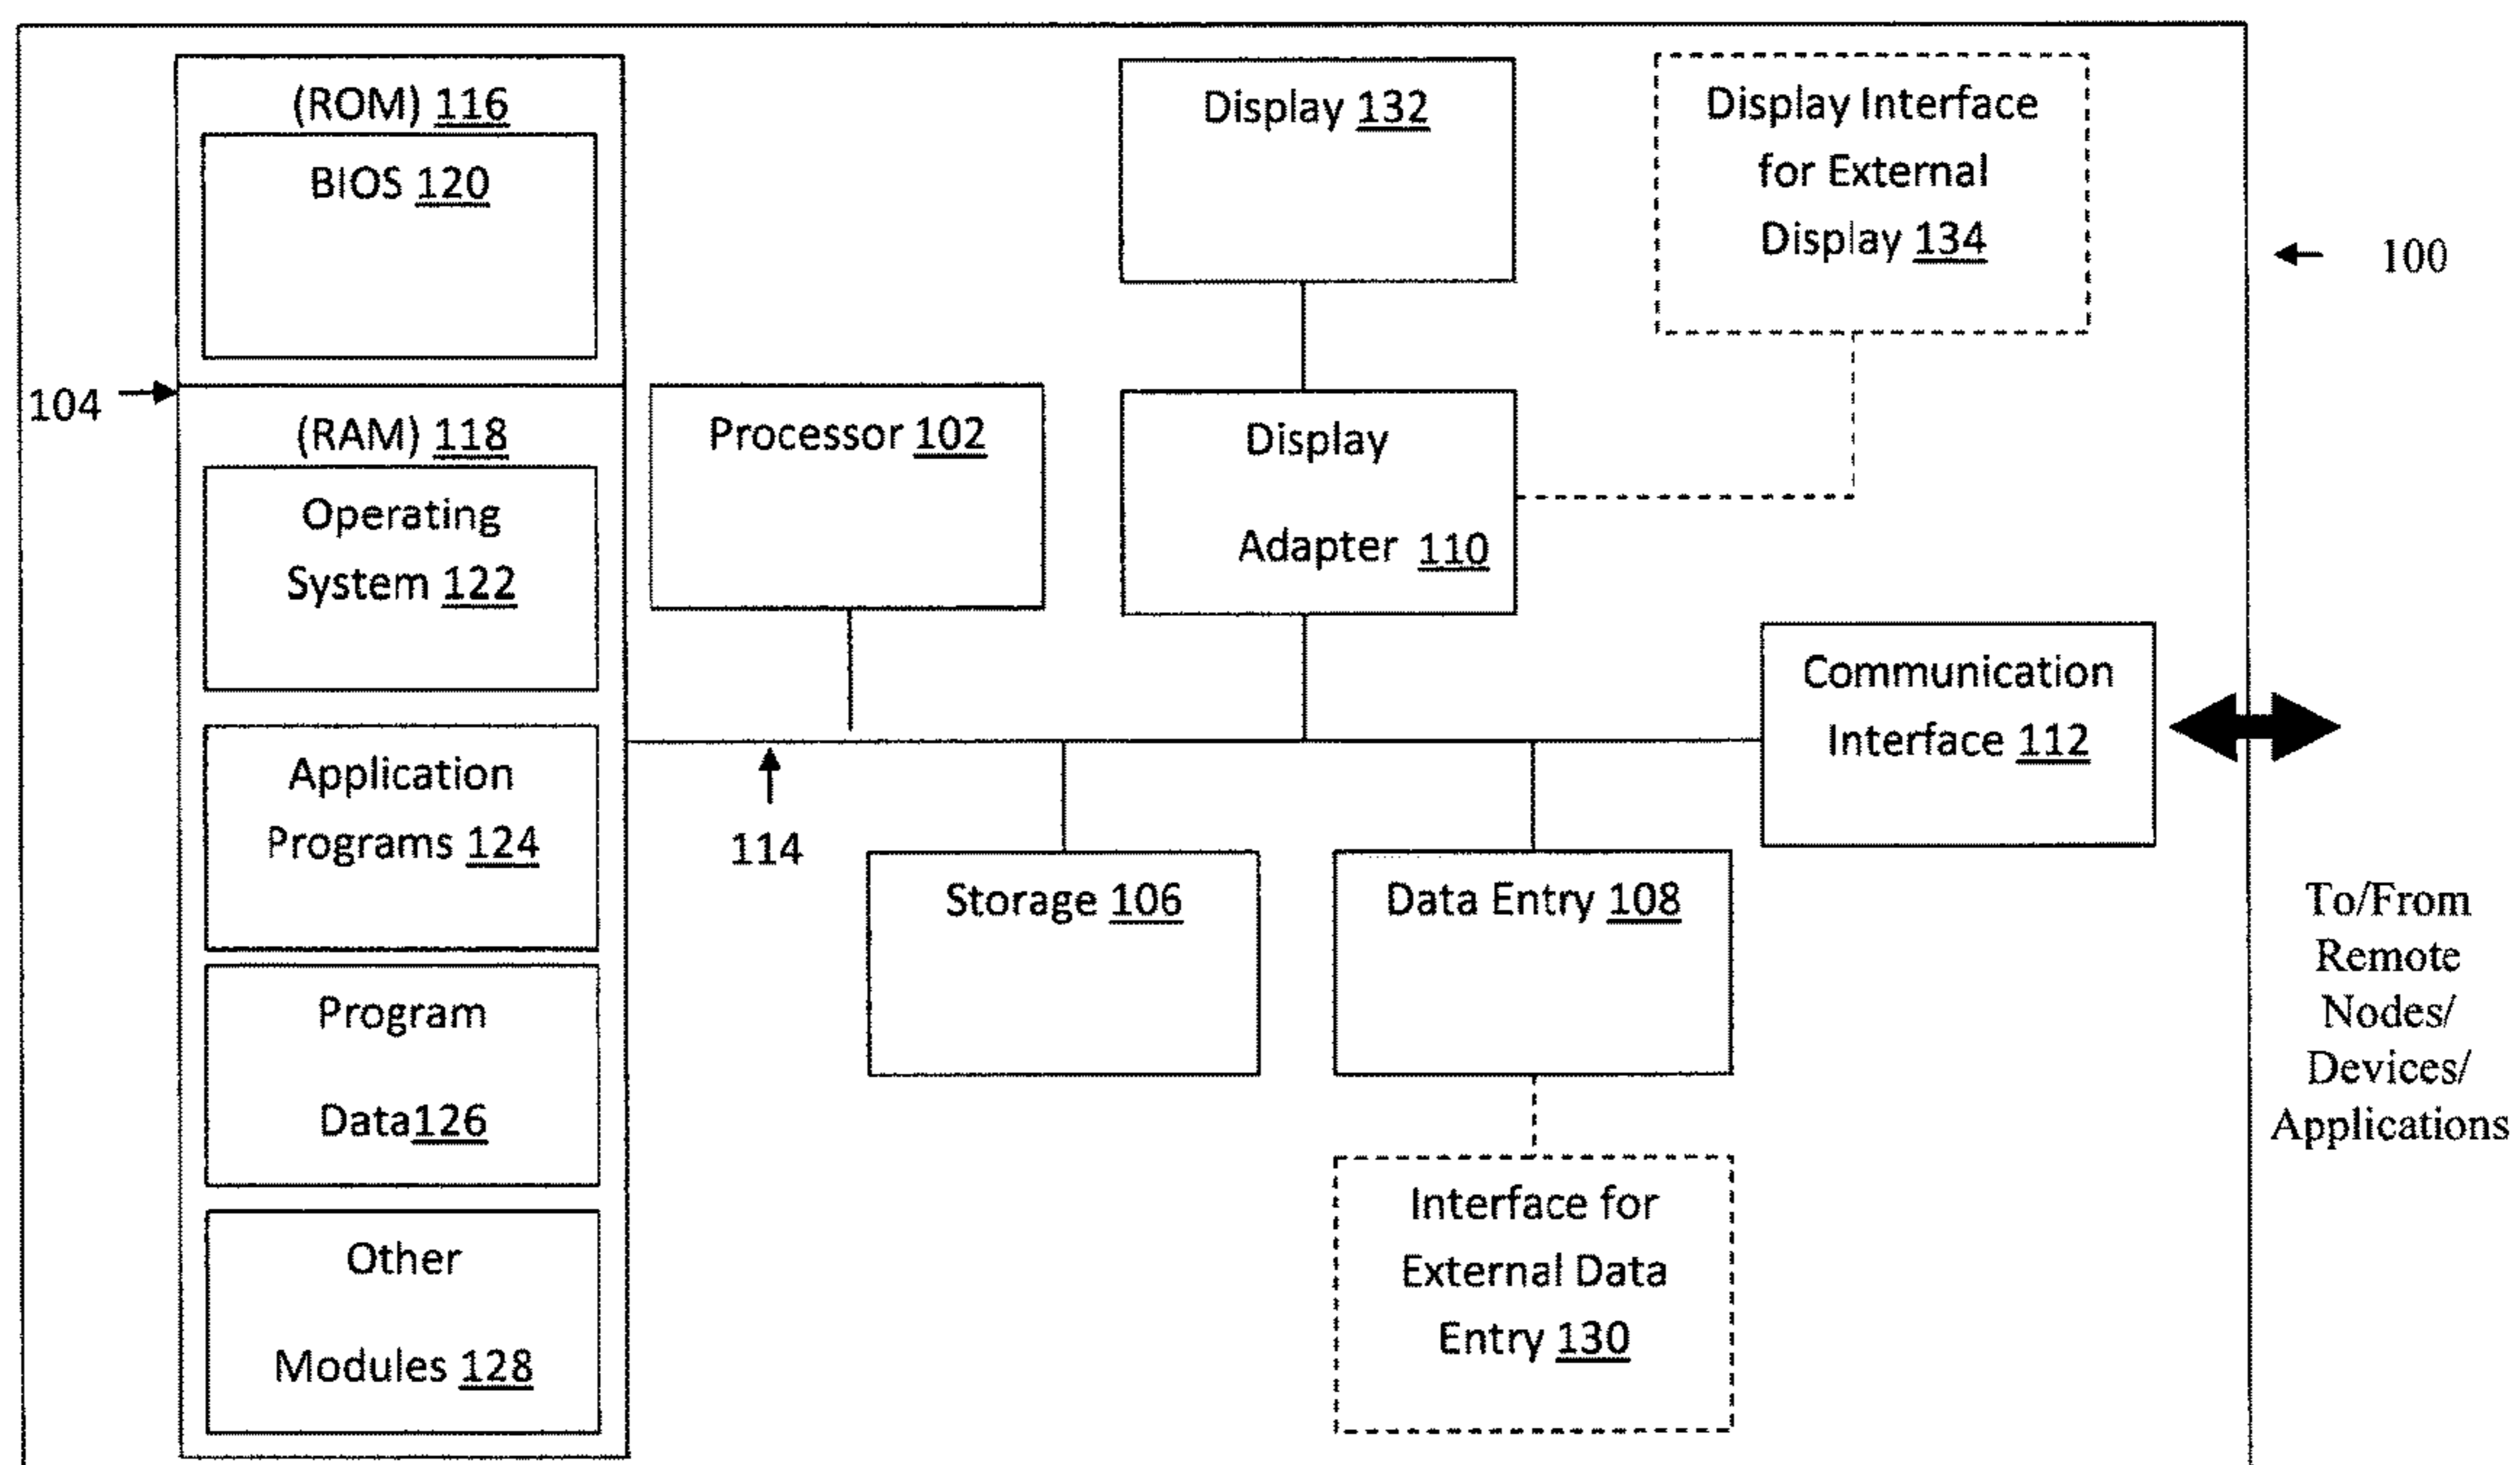 (ROM) 116
BIOS 120
104
(RAM) 118
Operating
System 122
Application
Programs 124
Program
Data126
Other
Modules 128
Processor 102
114
Display 132
Display
Adapter 110
Display Interface
for External
Display 134
Storage 106
Data Entry 108
Interface for
External Data
Entry 130
Communication
Interface 112
100
To/From
Remote
Nodes/
Devices/
Applications